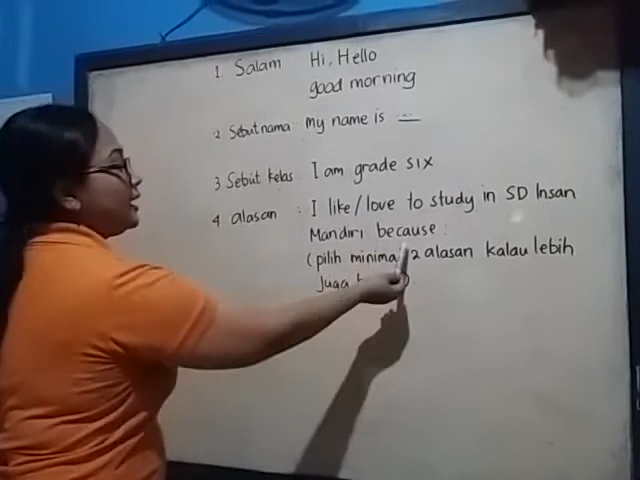 1 Salam Hi, Hello
good morning
2 Sebut nama : my name is ...
3 Sebut kelas : I am grade six
4 alasan : I like/love to study in SD Insan
Mandiri because :
(pilih minimal 2 alasan kalau lebih
juga )